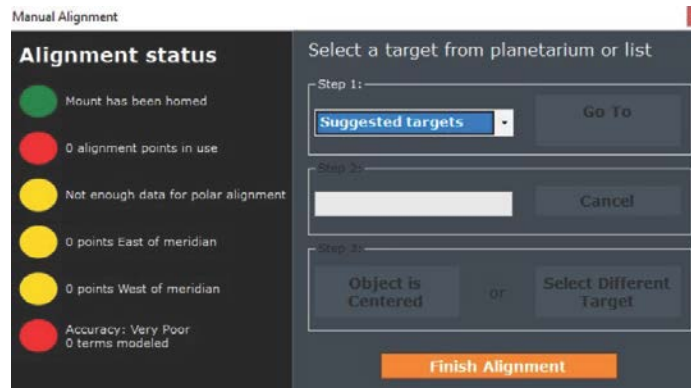 Manual Alignment
Alignment status
Mount has been homed
0 alignment points in use
Not enough data for polar alignment
0 points East of meridian
0 points West of meridian
Accuracy: Very Poor
0 terms modeled
Select a target from planetarium or list
Step 1:
Suggested targets
Go To
Step 2:
Cancel
Step 3:
Object is
Centered
or
Select Different
Target
Finish Alignment